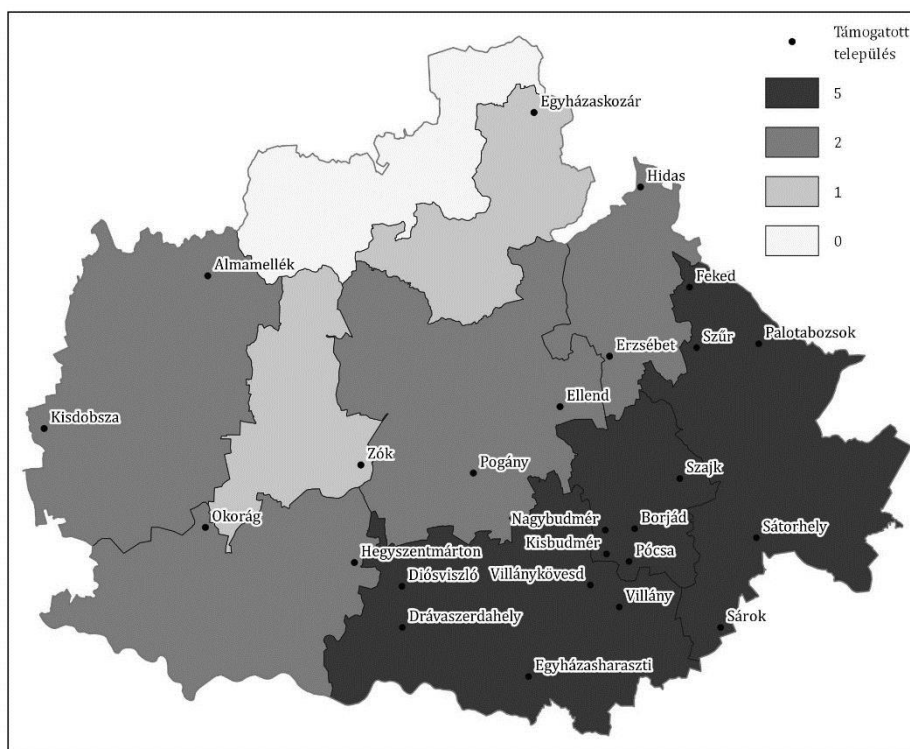 Támogatott
település
5
2
1
0
Egyházaskozár
Hidas
Almamellék
Feked
Erzsébet
Szűr
Palotabozsok
Ellend
Kisdobsza
Zók
Pogány
Szajk
Okorág
Nagybudmér
Borjád
Sátorhely
Kisbudmér
Pócsa
Hegyszentmárton
Diósviszló
Villánykövesd
Villány
Drávaszerdahely
Sárok
Egyházasharaszti